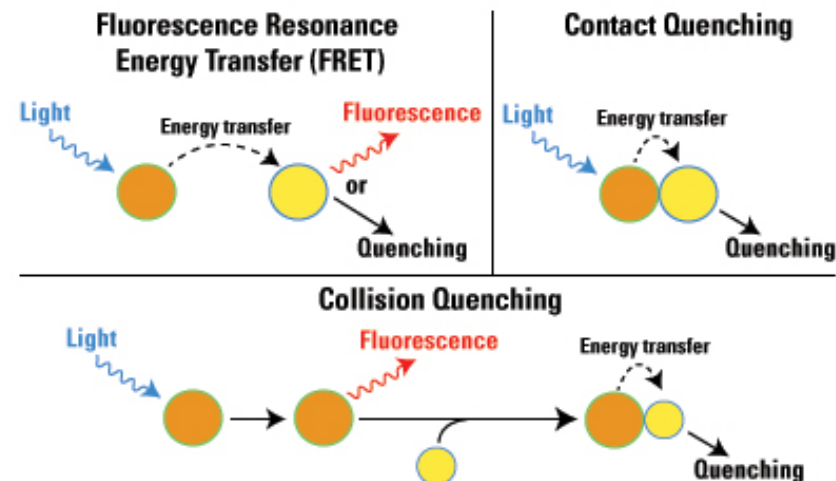 Fluorescence Resonance
Energy Transfer (FRET)
Light
Energy transfer
Fluorescence
or
Quenching
Contact Quenching
Light
Energy transfer
Quenching
Collision Quenching
Light
Fluorescence
Energy transfer
Quenching